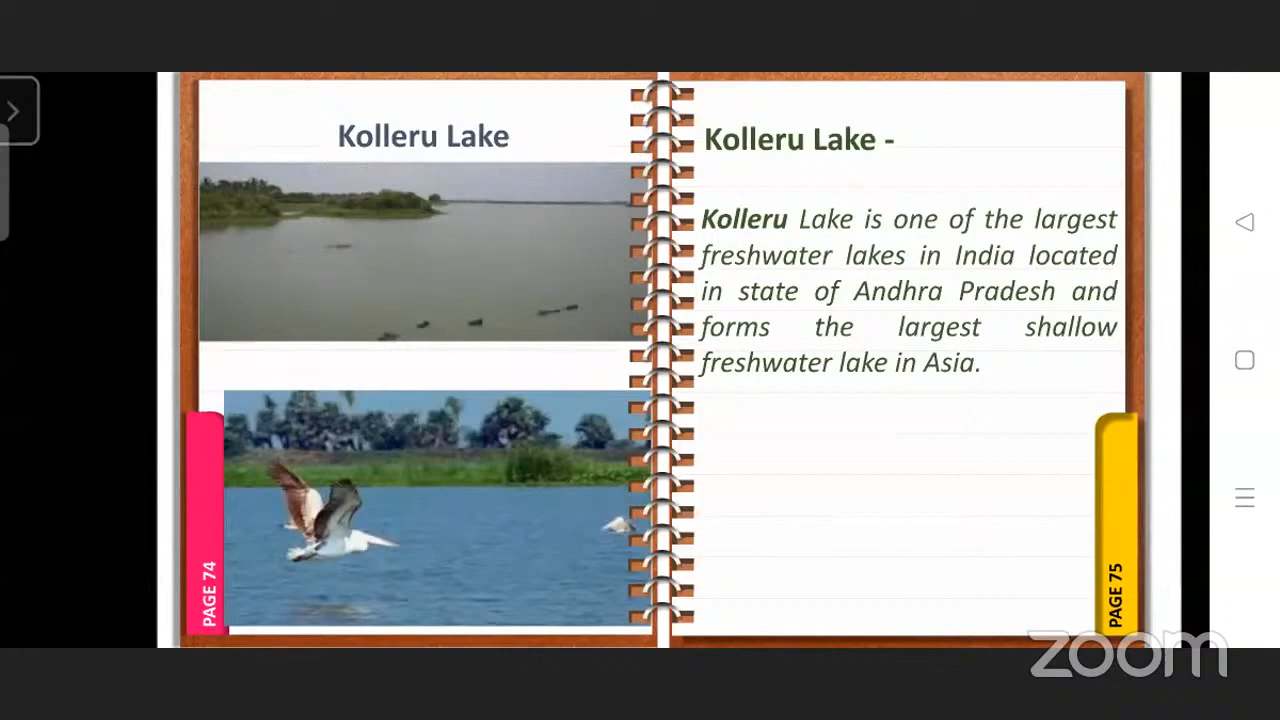 Kolleru Lake
PAGE 74
Kolleru Lake -
Kolleru Lake is one of the largest
freshwater lakes in India located
in state of Andhra Pradesh and
forms the largest shallow
freshwater lake in Asia.
PAGE 75
zoom